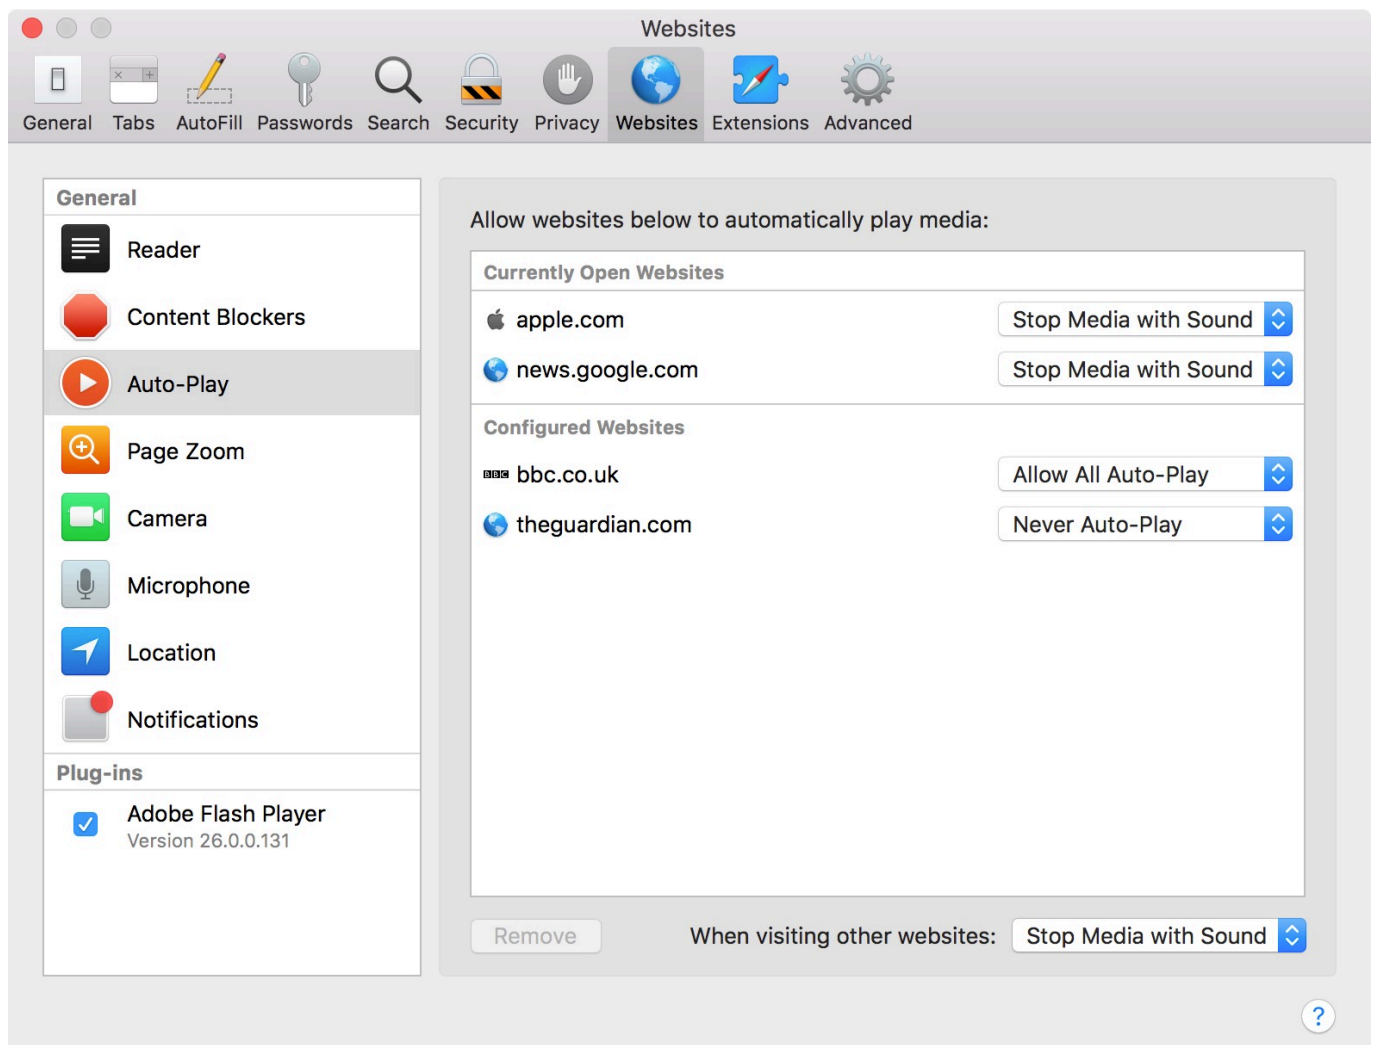 Websites
General Tabs AutoFill Passwords Search Security Privacy Websites Extensions Advanced
General
Reader
Content Blockers
Auto-Play
Page Zoom
Camera
Microphone
Location
Notifications
Plug-ins
Adobe Flash Player
Version 26.0.0.131
Allow websites below to automatically play media:
Currently Open Websites
apple.com Stop Media with Sound
news.google.com Stop Media with Sound
Configured Websites
BBC bbc.co.uk Allow All Auto-Play
theguardian.com Never Auto-Play
Remove When visiting other websites: Stop Media with Sound
?